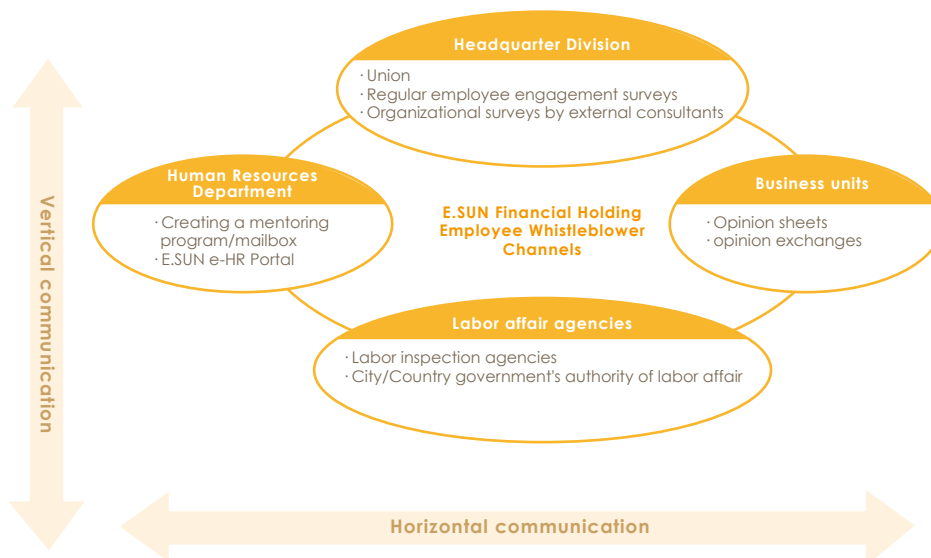 Headquarter Division
· Union
· Regular employee engagement surveys
· Organizational surveys by external consultants
Human Resources
Department
· Creating a mentoring
program/mailbox
· E.SUN e-HR Portal
E.SUN Financial Holding
Employee Whistleblower
Channels
Business units
· Opinion sheets
· opinion exchanges
Labor affair agencies
· Labor inspection agencies
· City/Country government's authority of labor affair
Vertical communication
Horizontal communication